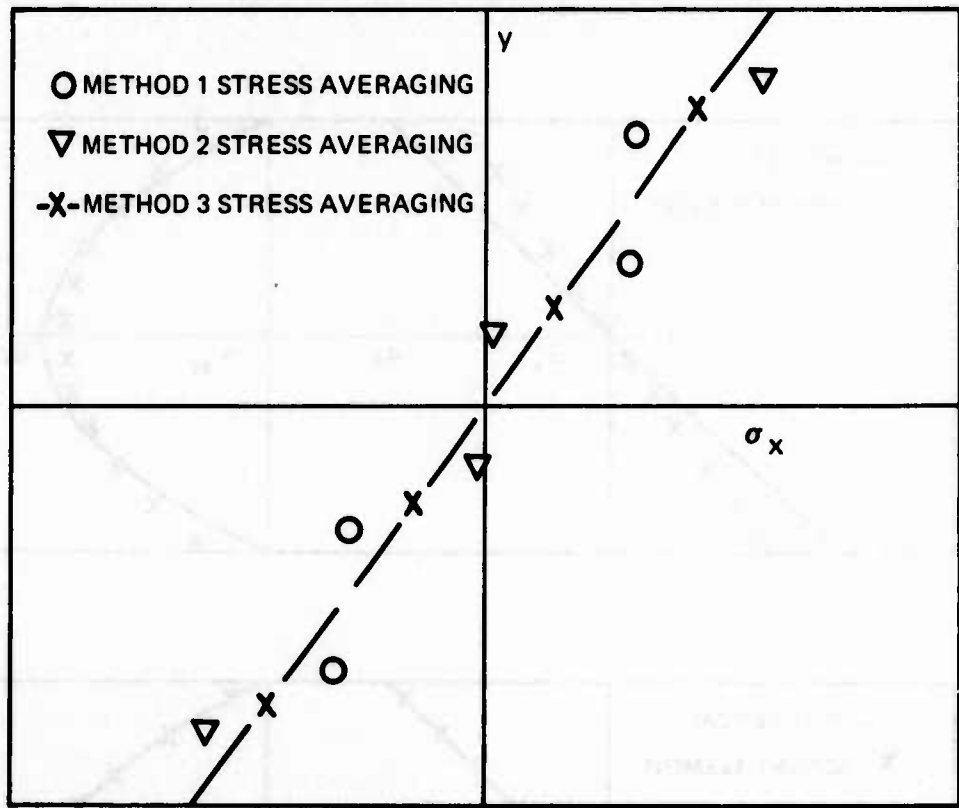 y
METHOD 1 STRESS AVERAGING
METHOD 2 STRESS AVERAGING
-X- METHOD 3 STRESS AVERAGING
σx